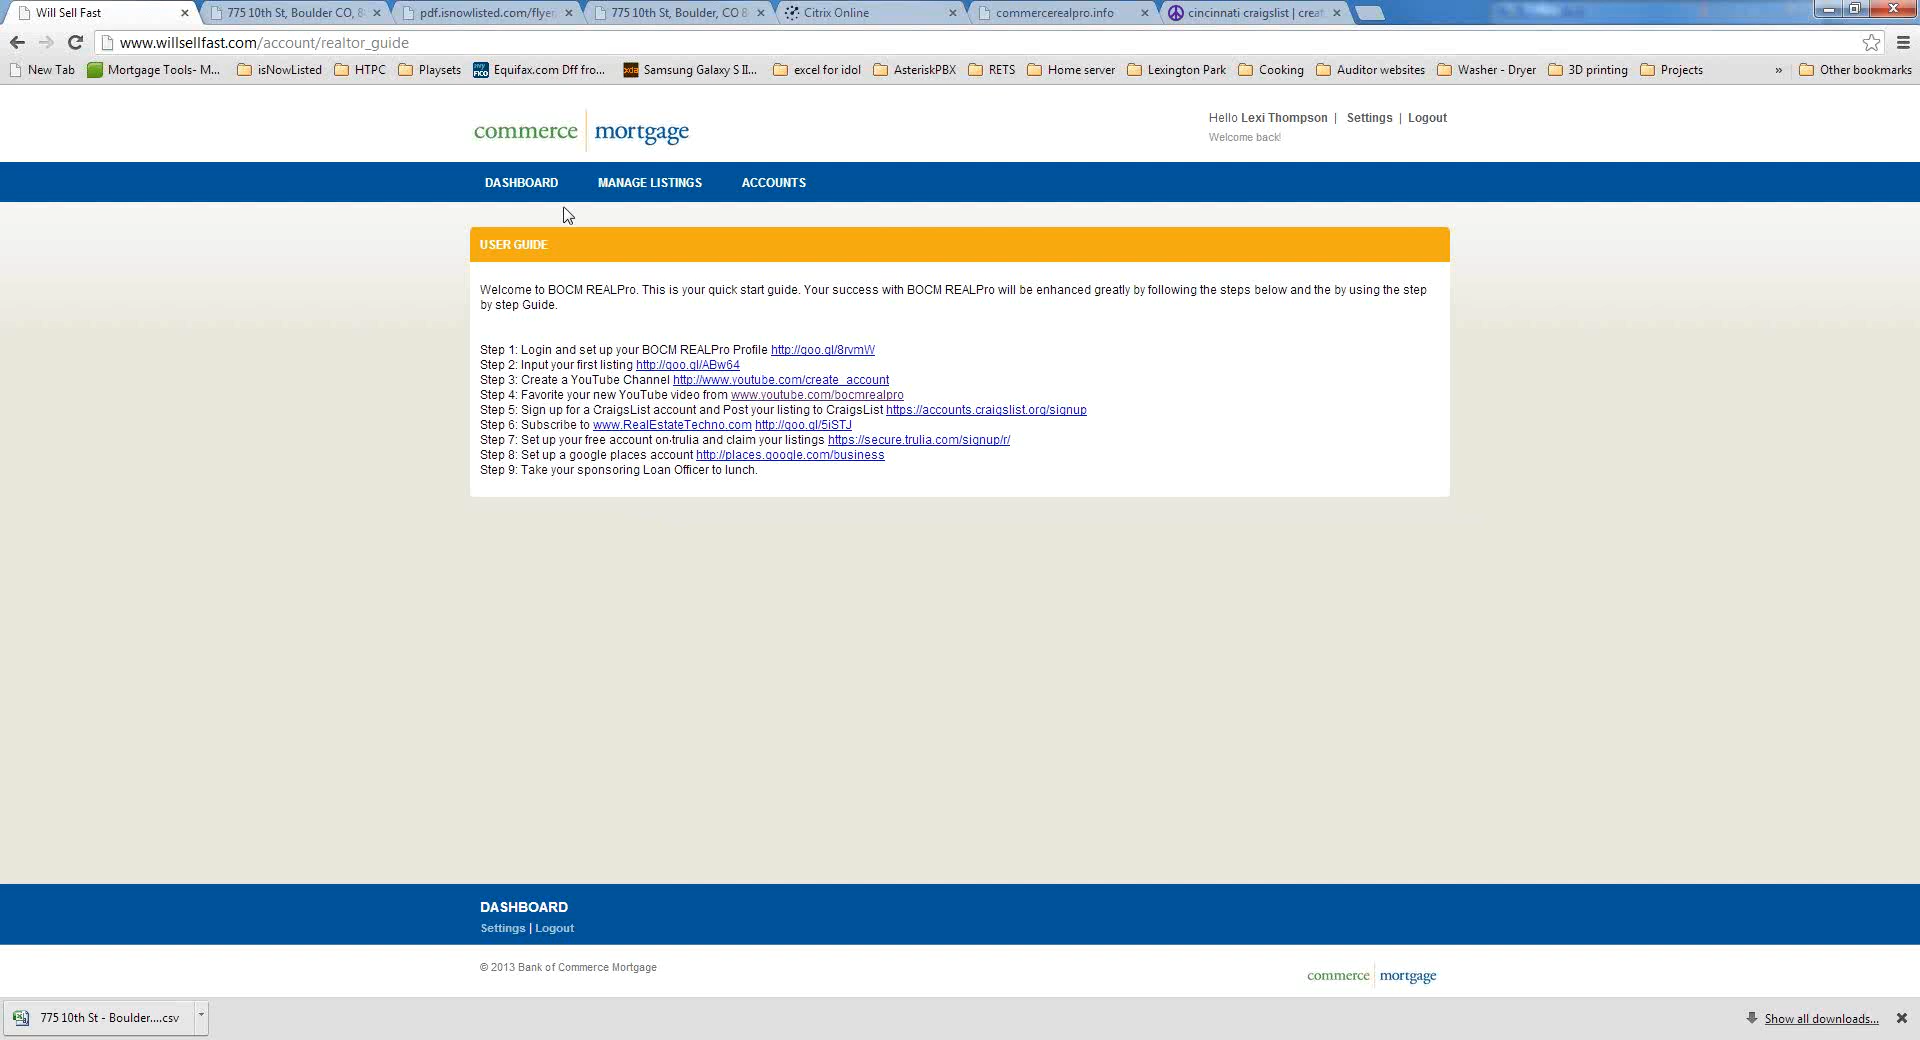 Will Sell Fast
775 10th St, Boulder CO, 8
pdf.isnowlisted.com/flyer
775 10th St, Boulder, CO 8
Citrix Online
commercerealpro.info
cincinnati craigslist | creat
www.willsellfast.com/account/realtor_guide
New Tab
Mortgage Tools- M...
isNowListed
HTPC
Playsets
my FICO
Equifax.com Dff fro...
xda
Samsung Galaxy S II...
excel for idol
AsteriskPBX
RETS
Home server
Lexington Park
Cooking
Auditor websites
Washer - Dryer
3D printing
Projects
»
Other bookmarks
commerce | mortgage
Hello Lexi Thompson | Settings | Logout
Welcome back!
DASHBOARD MANAGE LISTINGS ACCOUNTS
USER GUIDE
Welcome to BOCM REALPro. This is your quick start guide. Your success with BOCM REALPro will be enhanced greatly by following the steps below and the by using the step
by step Guide.
Step 1: Login and set up your BOCM REALPro Profile http://goo.gl/8rvmW
Step 2: Input your first listing http://goo.gl/ABw64
Step 3: Create a YouTube Channel http://www.youtube.com/create_account
Step 4: Favorite your new YouTube video from www.youtube.com/bocmrealpro
Step 5: Sign up for a CraigsList account and Post your listing to CraigsList https://accounts.craigslist.org/signup
Step 6: Subscribe to www.RealEstateTechno.com http://goo.gl/5iSTJ
Step 7: Set up your free account on·trulia and claim your listings https://secure.trulia.com/signup/r/
Step 8: Set up a google places account http://places.google.com/business
Step 9: Take your sponsoring Loan Officer to lunch.
DASHBOARD
Settings | Logout
© 2013 Bank of Commerce Mortgage
commerce | mortgage
775 10th St - Boulder....csv
Show all downloads...